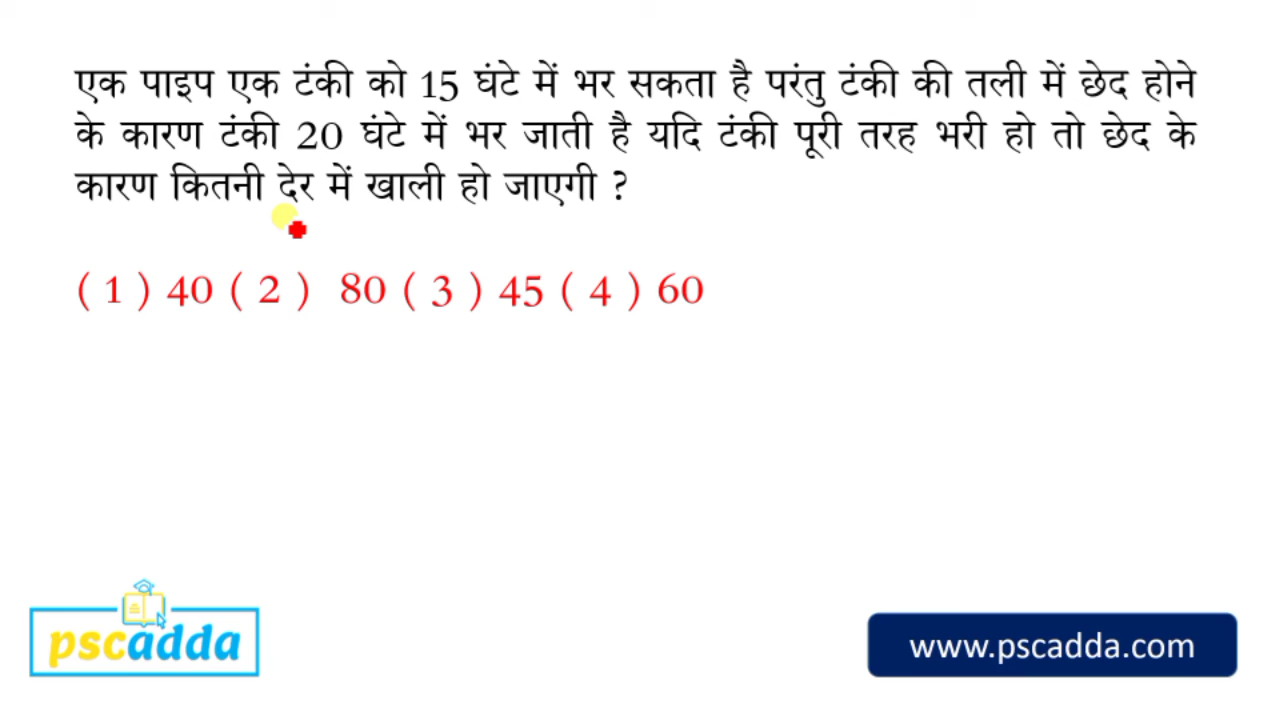 एक पाइप एक टंकी को 15 घंटे में भर सकता है परंतु टंकी की तली में छेद होने
के कारण टंकी 20 घंटे में भर जाती है यदि टंकी पूरी तरह भरी हो तो छेद के
कारण कितनी देर में खाली हो जाएगी ?
( 1 ) 40 ( 2 ) 80 ( 3 ) 45 ( 4 ) 60
pscadda
www.pscadda.com